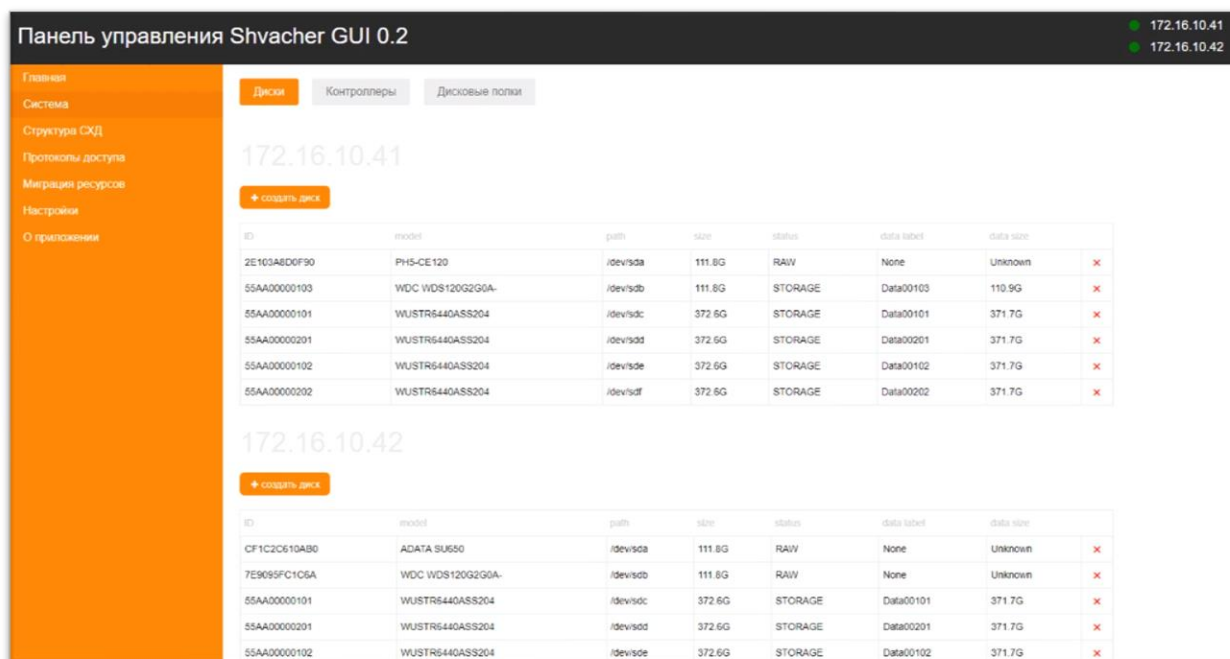 Панель управления Shvacher GUI 0.2
172.16.10.41
172.16.10.42
Главная
Система
Структура СХД
Протоколы доступа
Миграция ресурсов
Настройки
О приложении
Диски Контроллеры Дисковые полки
172.16.10.41
+ создать диск
ID model path size status data label data size
2E103A8D0F90 PH5-CE120 /dev/sda 111.8G RAW None Unknown ×
55AA00000103 WDC WDS120G2G0A- /dev/sdb 111.8G STORAGE Data00103 110.9G ×
55AA00000101 WUSTR6440ASS204 /dev/sdc 372.6G STORAGE Data00101 371.7G ×
55AA00000201 WUSTR6440ASS204 /dev/sdd 372.6G STORAGE Data00201 371.7G ×
55AA00000102 WUSTR6440ASS204 /dev/sde 372.6G STORAGE Data00102 371.7G ×
55AA00000202 WUSTR6440ASS204 /dev/sdf 372.6G STORAGE Data00202 371.7G ×
172.16.10.42
+ создать диск
ID model path size status data label data size
CF1C2C610AB0 ADATA SU650 /dev/sda 111.8G RAW None Unknown ×
7E9095FC1C6A WDC WDS120G2G0A- /dev/sdb 111.8G RAW None Unknown ×
55AA00000101 WUSTR6440ASS204 /dev/sdc 372.6G STORAGE Data00101 371.7G ×
55AA00000201 WUSTR6440ASS204 /dev/sdd 372.6G STORAGE Data00201 371.7G ×
55AA00000102 WUSTR6440ASS204 /dev/sde 372.6G STORAGE Data00102 371.7G ×